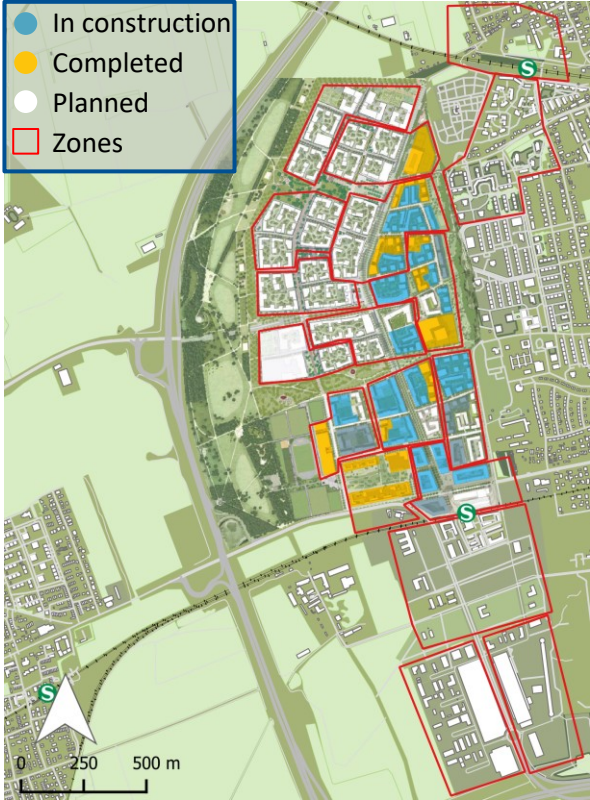 In construction
Completed
Planned
Zones
S
S
S
0 250 500 m